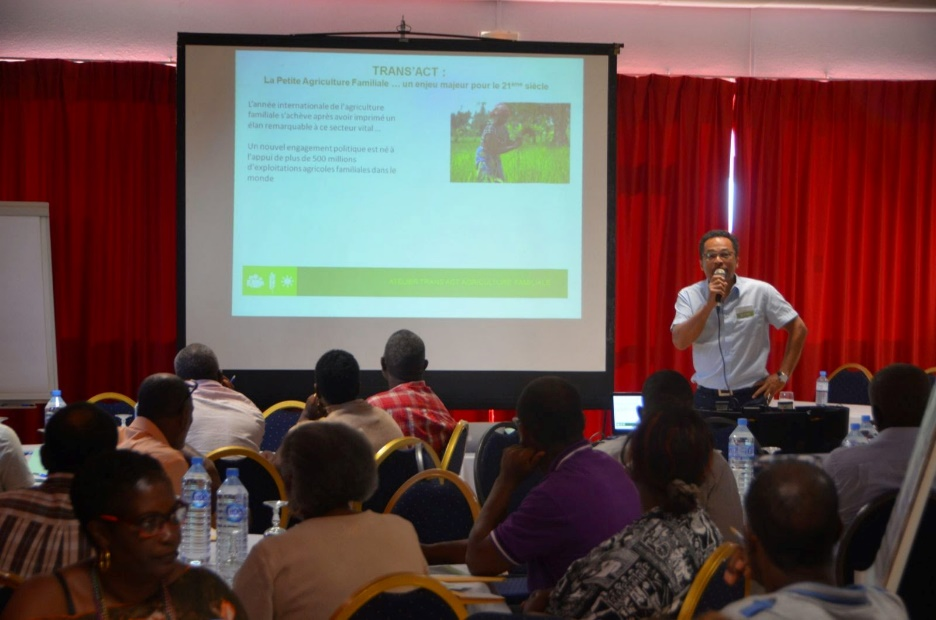 TRANS'ACT :
La Petite Agriculture Familiale ... un enjeu majeur pour le 21ème siècle
L'année internationale de l'agriculture
familiale s'achève après avoir imprimé un
élan remarquable à ce secteur vital ...
Un nouvel engagement politique est né à
l'appui de plus de 500 millions
d'exploitations agricoles familiales dans le
monde